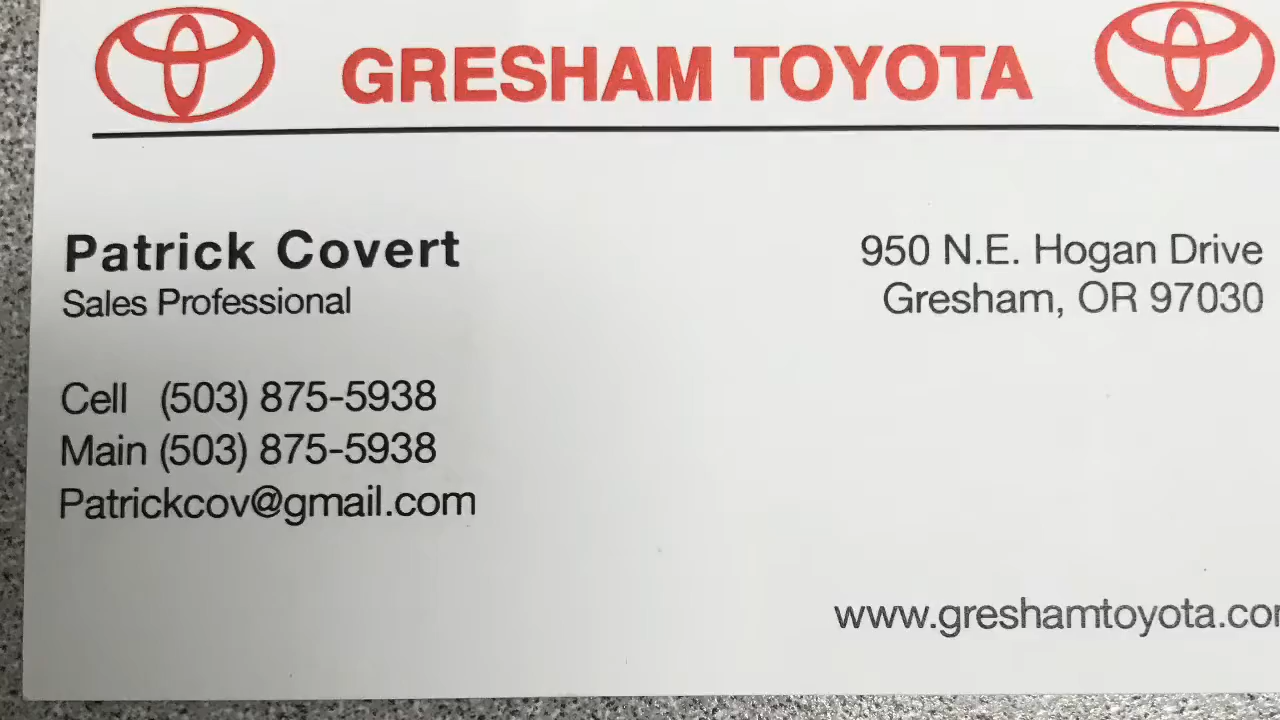 GRESHAM TOYOTA
Patrick Covert
Sales Professional
950 N.E. Hogan Drive
Gresham, OR 97030
Cell (503) 875-5938
Main (503) 875-5938
Patrickcov@gmail.com
www.greshamtoyota.co